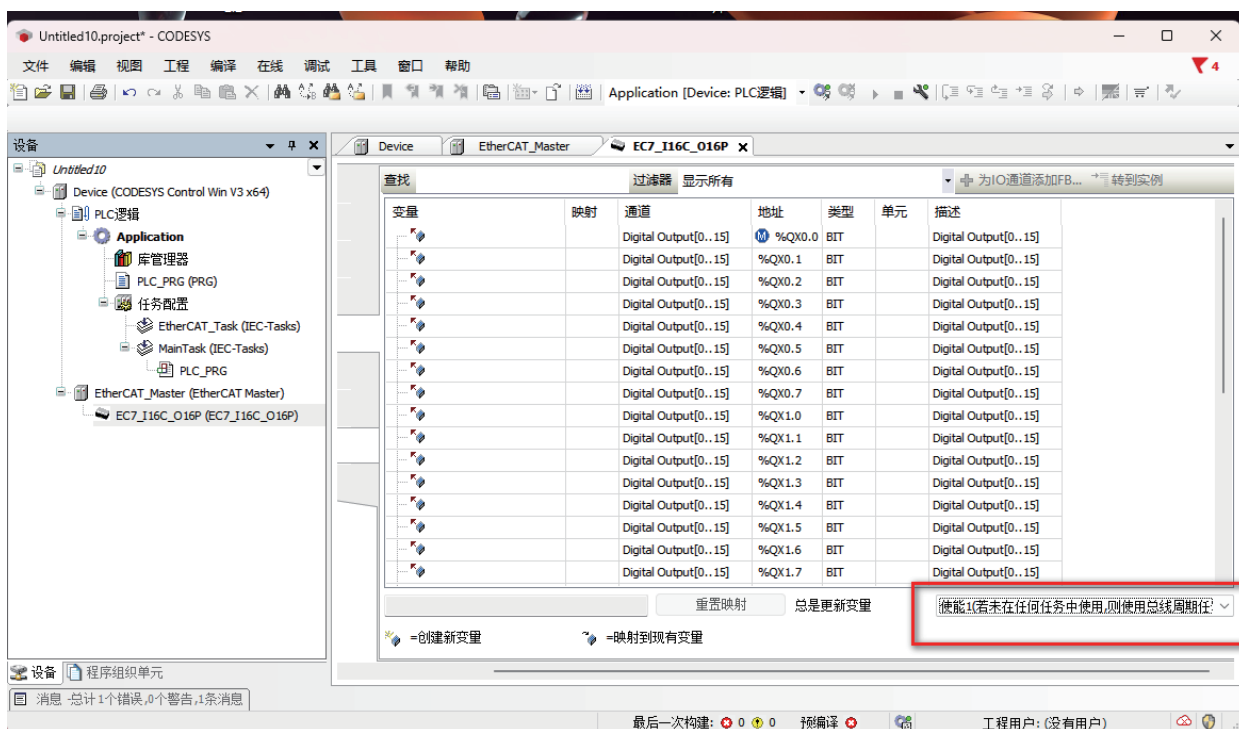 Untitled10.project* - CODESYS
文件 编辑 视图 工程 编译 在线 调试 工具 窗口 帮助
4
Application [Device: PLC逻辑]
设备
Untitled10
Device (CODESYS Control Win V3 x64)
PLC逻辑
Application
库管理器
PLC_PRG (PRG)
任务配置
EtherCAT_Task (IEC-Tasks)
MainTask (IEC-Tasks)
PLC_PRG
EtherCAT_Master (EtherCAT Master)
EC7_I16C_O16P (EC7_I16C_O16P)
设备 程序组织单元
Device EtherCAT_Master EC7_I16C_O16P
查找 过滤器 显示所有 为IO通道添加FB... 转到实例
变量 映射 通道 地址 类型 单元 描述
Digital Output[0..15] %QX0.0 BIT Digital Output[0..15]
Digital Output[0..15] %QX0.1 BIT Digital Output[0..15]
Digital Output[0..15] %QX0.2 BIT Digital Output[0..15]
Digital Output[0..15] %QX0.3 BIT Digital Output[0..15]
Digital Output[0..15] %QX0.4 BIT Digital Output[0..15]
Digital Output[0..15] %QX0.5 BIT Digital Output[0..15]
Digital Output[0..15] %QX0.6 BIT Digital Output[0..15]
Digital Output[0..15] %QX0.7 BIT Digital Output[0..15]
Digital Output[0..15] %QX1.0 BIT Digital Output[0..15]
Digital Output[0..15] %QX1.1 BIT Digital Output[0..15]
Digital Output[0..15] %QX1.2 BIT Digital Output[0..15]
Digital Output[0..15] %QX1.3 BIT Digital Output[0..15]
Digital Output[0..15] %QX1.4 BIT Digital Output[0..15]
Digital Output[0..15] %QX1.5 BIT Digital Output[0..15]
Digital Output[0..15] %QX1.6 BIT Digital Output[0..15]
Digital Output[0..15] %QX1.7 BIT Digital Output[0..15]
重置映射 总是更新变量 使能1(若未在任何任务中使用,则使用总线周期任
=创建新变量 =映射到现有变量
消息 -总计1个错误,0个警告,1条消息
最后一次构建: 0 0 预编译 工程用户: (没有用户)